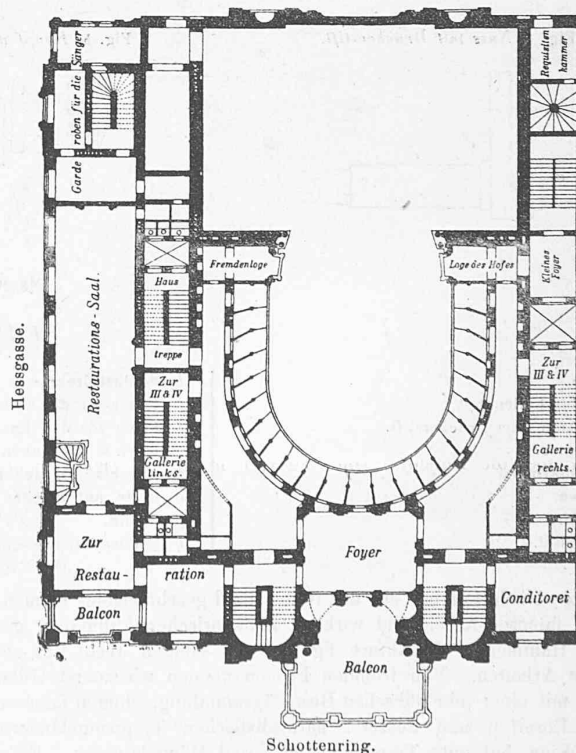 Sänger
roben für die
Garde
Requisiten
kammer
Fremdenloge
Loge des Hofes
Kleines
Foyer
Haus
treppe
Restaurations-Saal.
Hessgasse.
Zur
III & IV
Gallerie
links.
Zur
III & IV
Gallerie
rechts.
Zur
Restau-
ration
Foyer
Balcon
Conditorei
Balcon
Schottenring.